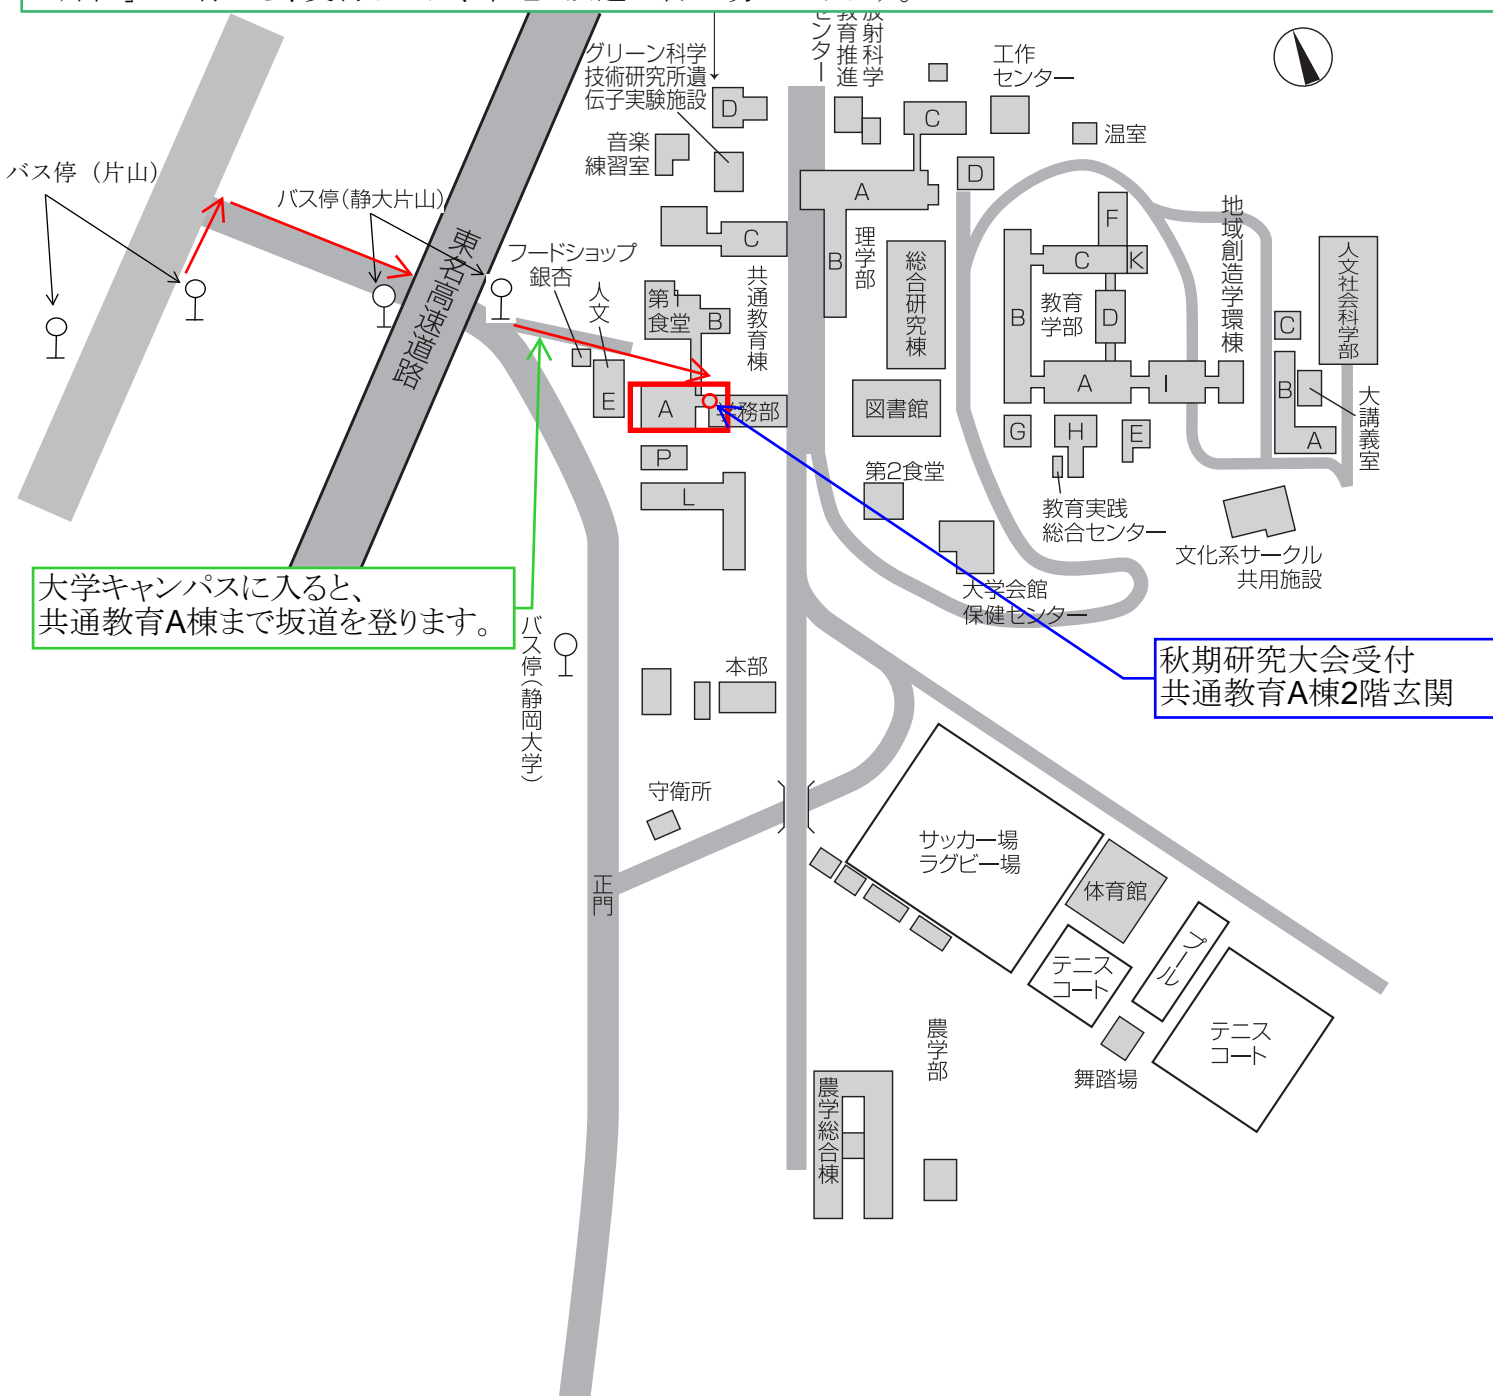 放射科学
教育推進
センター
グリーン科学
技術研究所遺
伝子実験施設
工作
センター
D
C
温室
音楽
練習室
バス停（片山）
バス停(静大片山)
東名高速道路
フードショップ
銀杏
人文
E
C
共通教育棟
第1
食堂
B
A
学務部
P
L
A
B
理学部
D
総合研究棟
図書館
第2食堂
大学会館
保健センター
F
C
K
B
教育
学部
D
A
I
G
H
E
地域創造学環棟
教育実践
総合センター
人文社会科学部
C
B
A
大講義室
文化系サークル
共用施設
大学キャンパスに入ると、
共通教育A棟まで坂道を登ります。
秋期研究大会受付
共通教育A棟2階玄関
バス停(静岡大学)
本部
守衛所
正門
サッカー場
ラグビー場
体育館
テニス
コート
プール
テニス
コート
舞踏場
農学部
農学総合棟